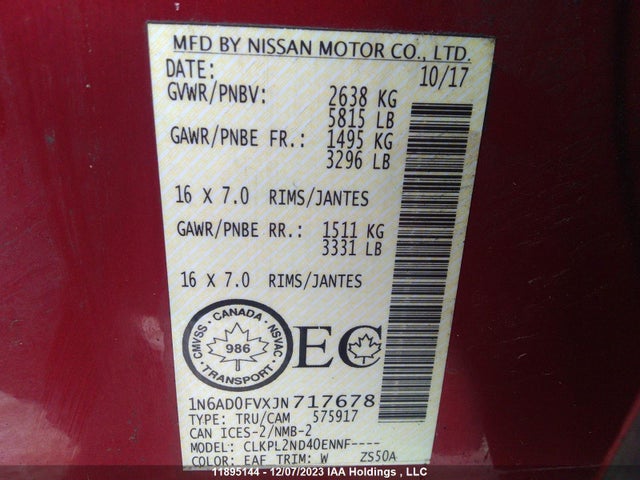 MFD BY NISSAN MOTOR CO., LTD.
DATE: 10/17
GVWR/PNBV: 2638 KG
5815 LB
GAWR/PNBE FR.: 1495 KG
3296 LB
16 X 7.0 RIMS/JANTES
GAWR/PNBE RR.: 1511 KG
3331 LB
16 X 7.0 RIMS/JANTES
CANADA
CMVSS NSVAC
986
TRANSPORT
EC
1N6AD0FVXJN717678
TYPE: TRU/CAM 575917
CAN ICES-2/NMB-2
MODEL: CLKPL2ND40ENNF----
COLOR: EAF TRIM: W ZS50A
11895144 - 12/07/2023 IAA Holdings , LLC